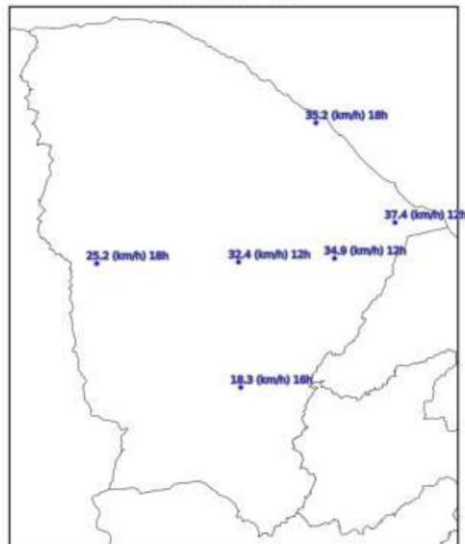 35.2 (km/h) 18h
37.4 (km/h) 12h
25.2 (km/h) 18h
32.4 (km/h) 12h
34.9 (km/h) 12h
18.3 (km/h) 16h